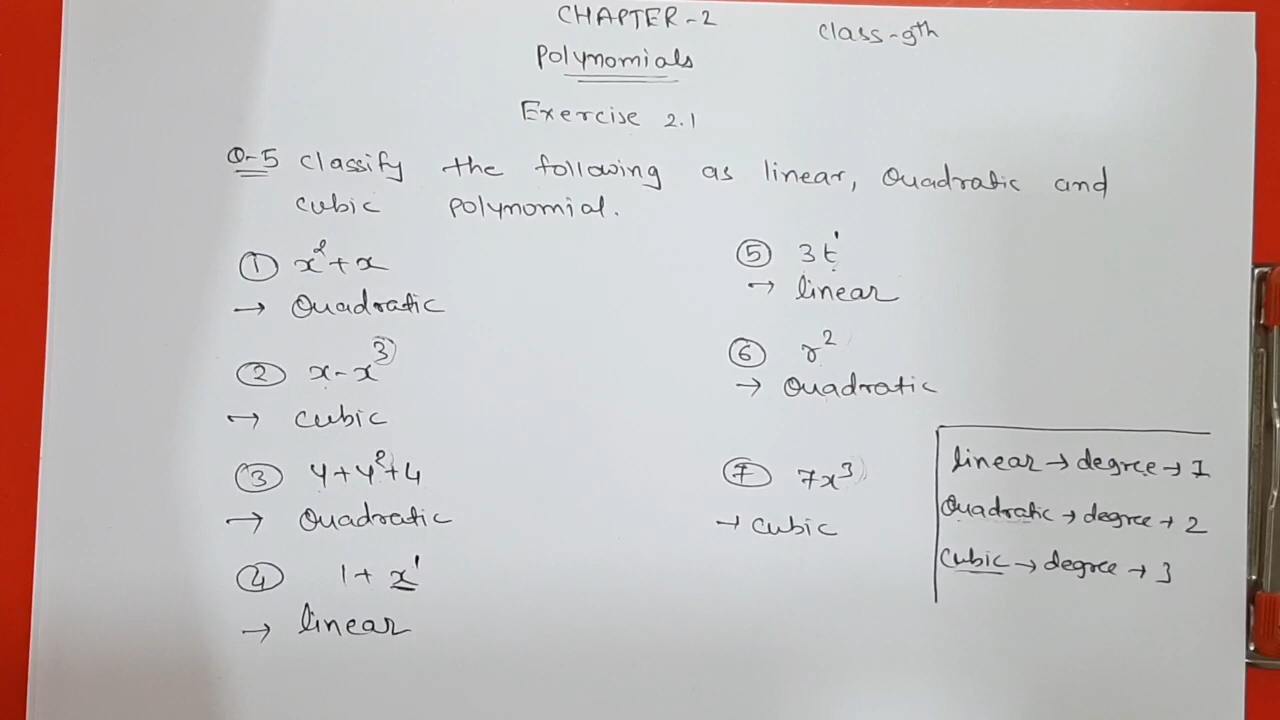 CHAPTER-2
Class-9th
Polynomials
Exercise 2.1
Q-5 Classify the following as linear, Quadratic and
cubic polynomial.
① x²+x
→ Quadratic
② x-x³
→ cubic
③ y+y²+4
→ Quadratic
④ 1+x¹
→ linear
⑤ 3t¹
→ linear
⑥ r²
→ Quadratic
⑦ 7x³
→ cubic
linear → degree → 1
Quadratic → degree → 2
Cubic → degree → 3